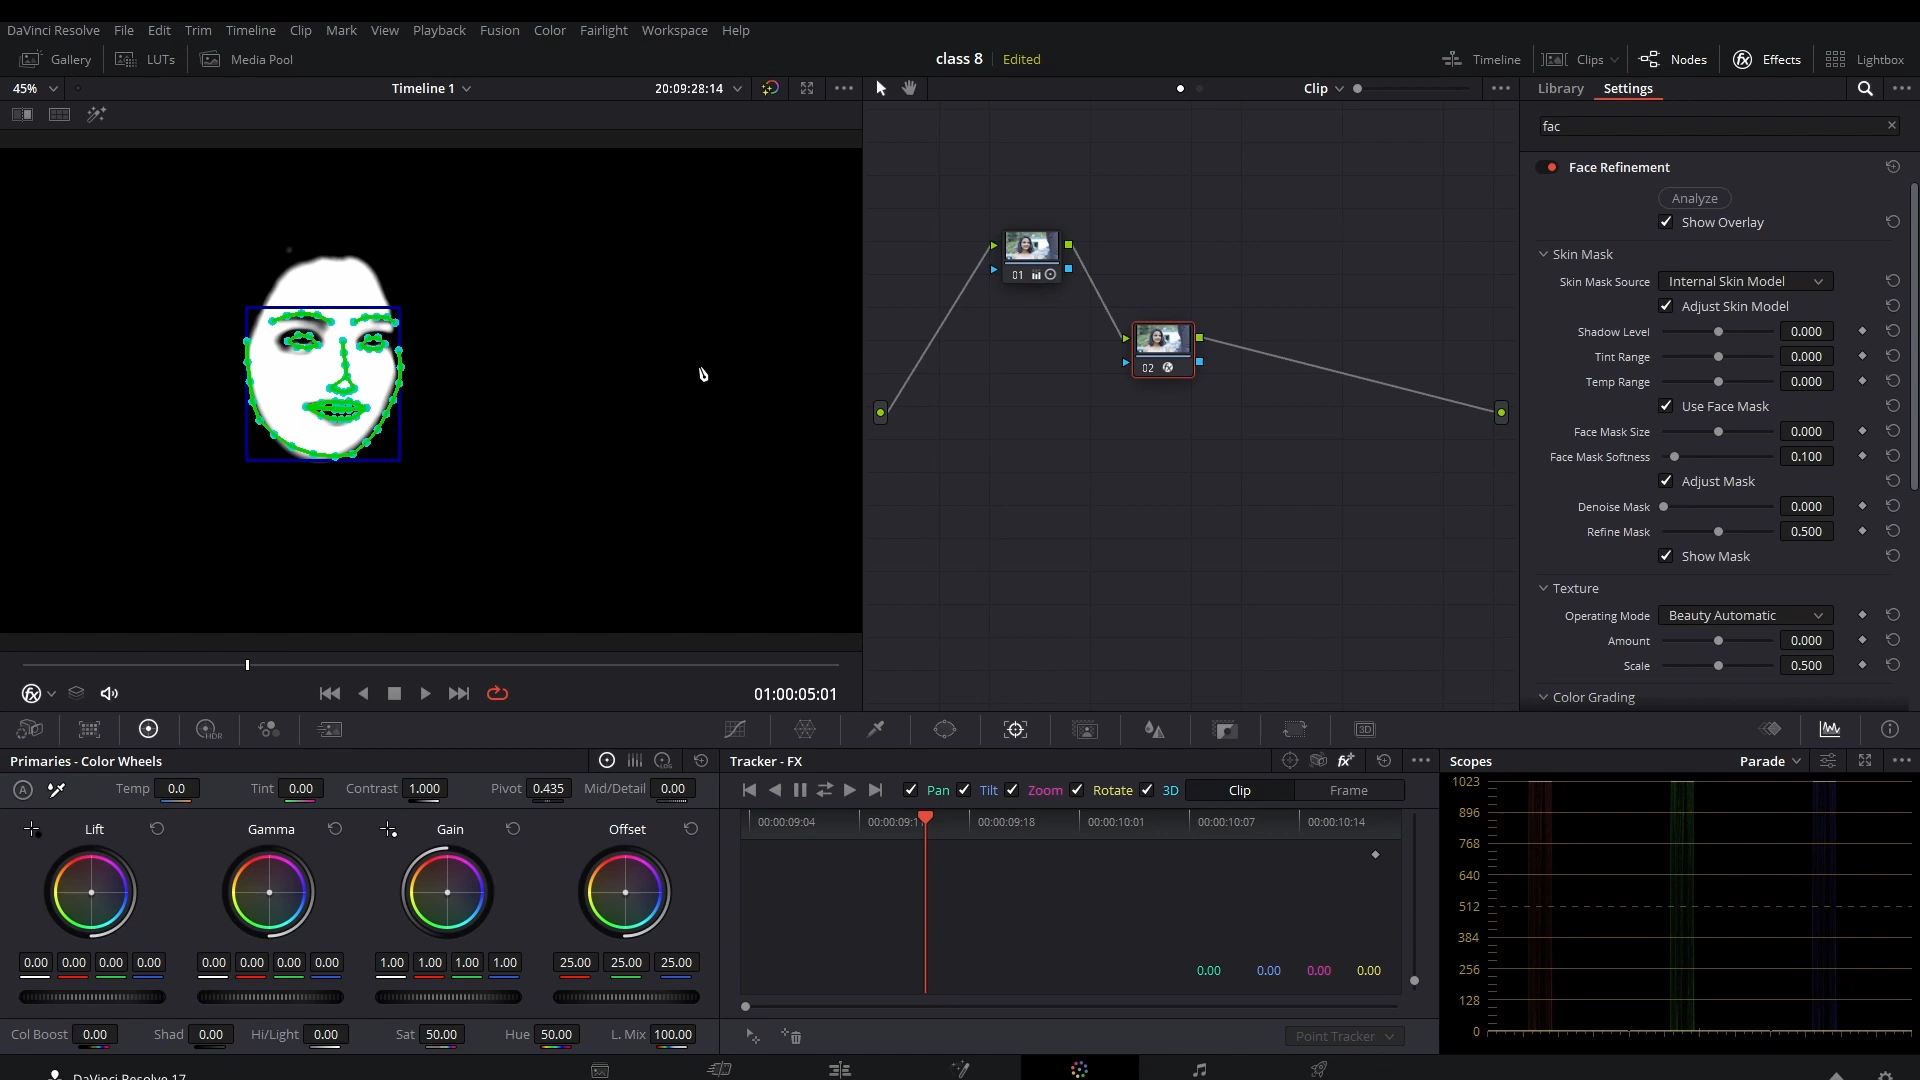 DaVinci Resolve File Edit Trim Timeline Clip Mark View Playback Fusion Color Fairlight Workspace Help
Gallery LUTs Media Pool class 8 Edited Timeline Clips Nodes Effects Lightbox
45% Timeline 1 20:09:28:14 Clip Library Settings
fac
Face Refinement
Analyze
Show Overlay
Skin Mask
Skin Mask Source Internal Skin Model
Adjust Skin Model
Shadow Level 0.000
Tint Range 0.000
Temp Range 0.000
Use Face Mask
Face Mask Size 0.000
Face Mask Softness 0.100
Adjust Mask
Denoise Mask 0.000
Refine Mask 0.500
Show Mask
Texture
Operating Mode Beauty Automatic
Amount 0.000
Scale 0.500
Color Grading
01
02
01:00:05:01
HDR
3D
Primaries - Color Wheels
A Temp 0.0 Tint 0.00 Contrast 1.000 Pivot 0.435 Mid/Detail 0.00
Lift Gamma Gain Offset
0.00 0.00 0.00 0.00 0.00 0.00 0.00 0.00 1.00 1.00 1.00 1.00 25.00 25.00 25.00
Col Boost 0.00 Shad 0.00 Hi/Light 0.00 Sat 50.00 Hue 50.00 L. Mix 100.00
Tracker - FX
Pan Tilt Zoom Rotate 3D Clip Frame
00:00:09:04 00:00:09:11 00:00:09:18 00:00:10:01 00:00:10:07 00:00:10:14
0.00 0.00 0.00 0.00
Point Tracker
Scopes Parade
1023
896
768
640
512
384
256
128
0
DaVinci Resolve 17